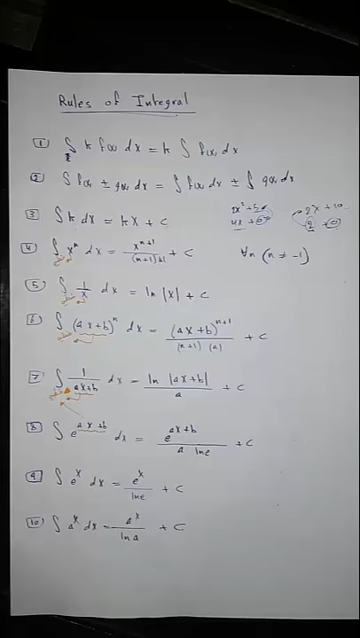 Rules of Integral
1 ∫ k f(x) dx = k ∫ f(x) dx
2 ∫ f(x) ± g(x) dx = ∫ f(x) dx ± ∫ g(x) dx
3 ∫ k dx = kx + c
4 ∫ xⁿ dx = xⁿ⁺¹/(n+1) + c ∀n (n ≠ -1)
5 ∫ 1/x dx = ln |x| + c
6 ∫ (ax+b)ⁿ dx = (ax+b)ⁿ⁺¹/(n+1)(a) + c
7 ∫ 1/(ax+b) dx = ln |ax+b|/a + c
8 ∫ e^(ax+b) dx = e^(ax+b)/(a ln e) + c
9 ∫ eˣ dx = eˣ/ln e + c
10 ∫ aˣ dx = aˣ/ln a + c